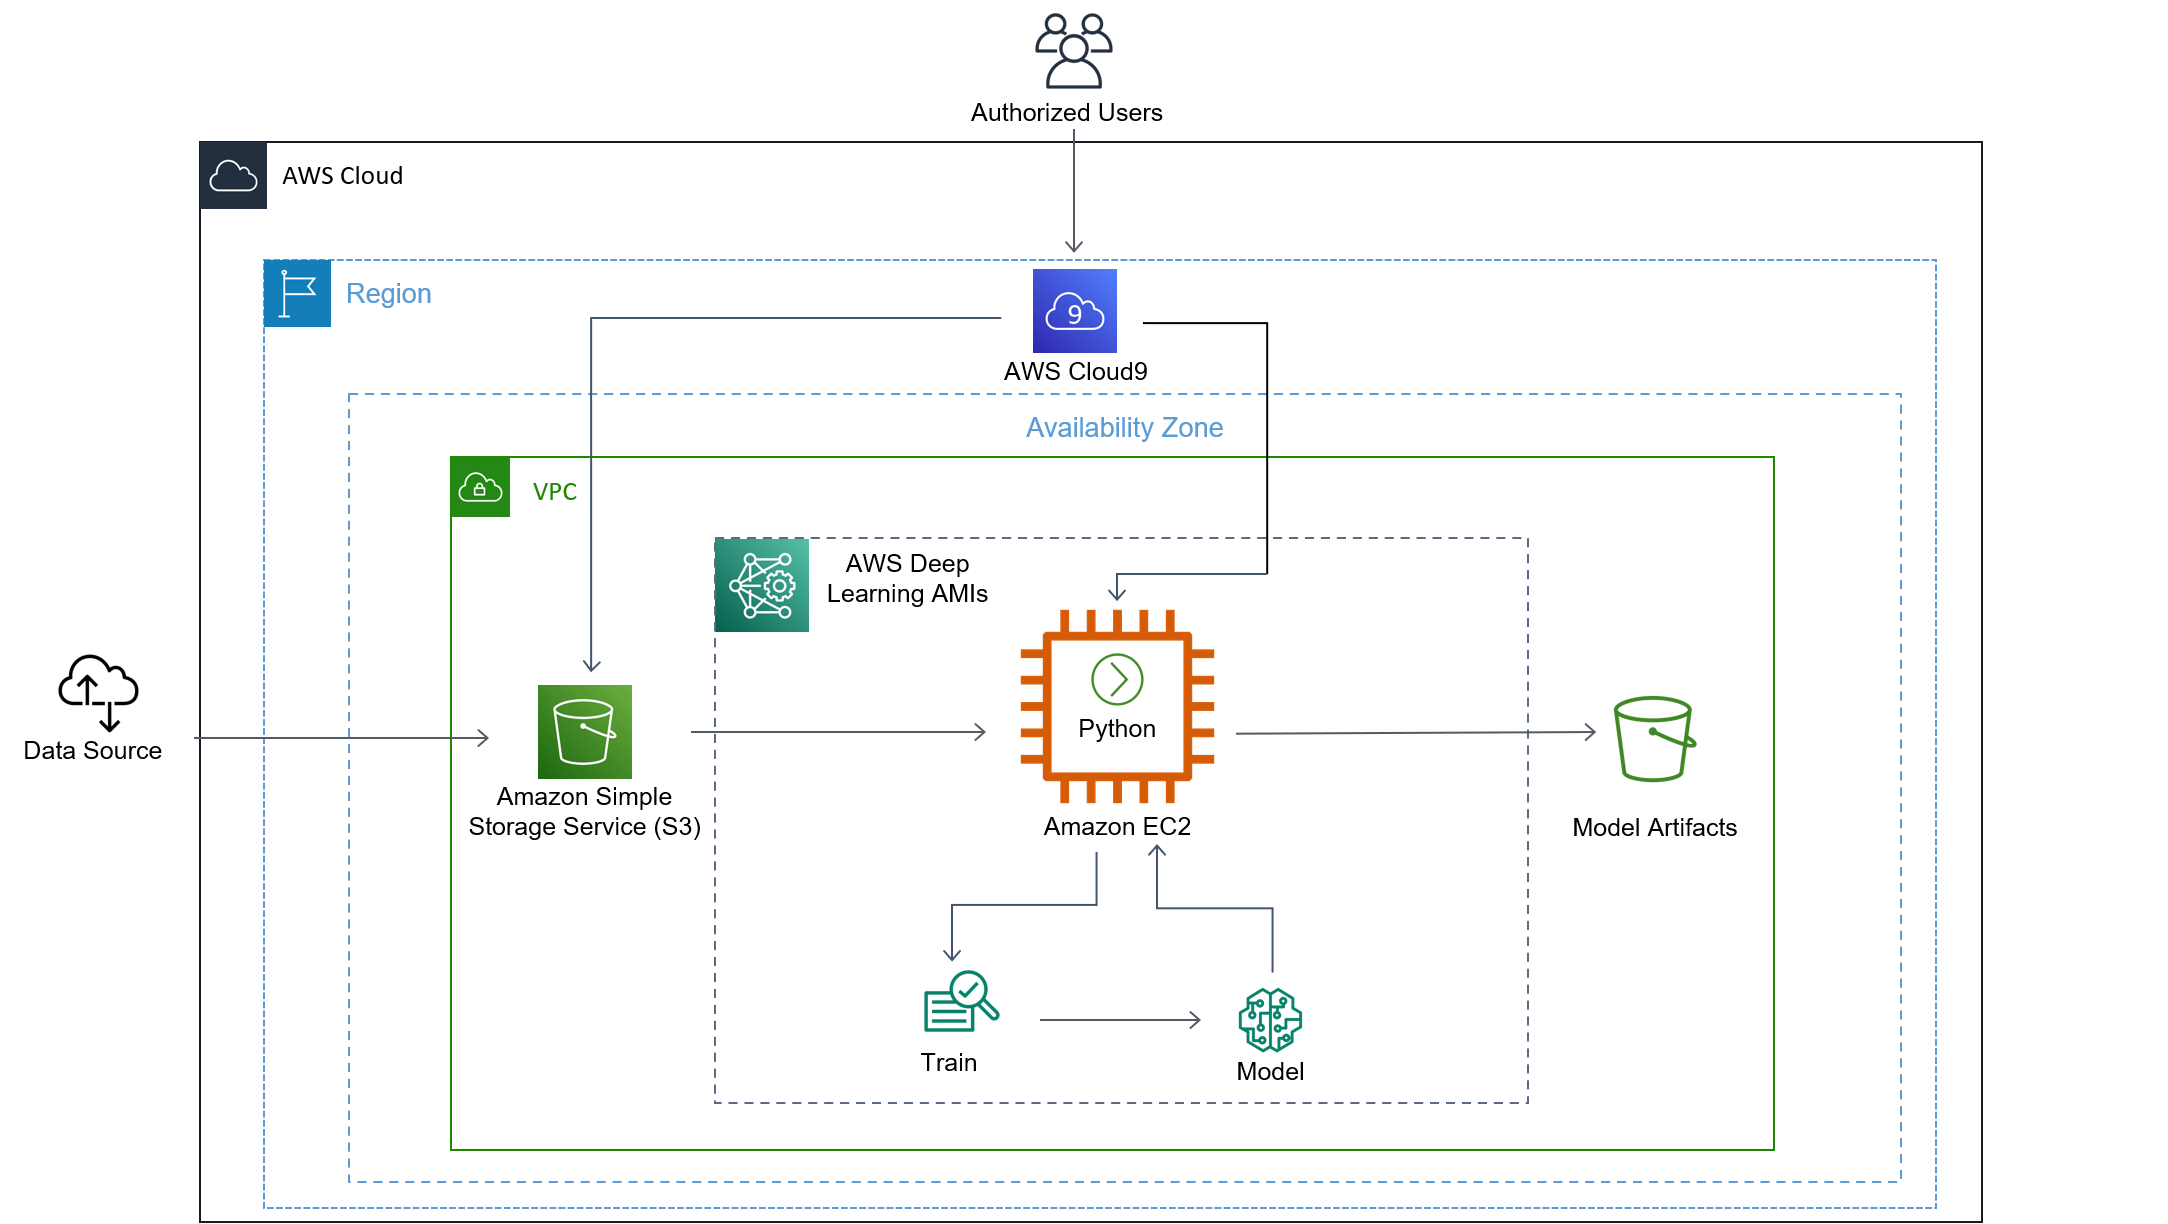 Authorized Users
AWS Cloud
Region
9
AWS Cloud9
Availability Zone
VPC
AWS Deep
Learning AMIs
Python
Data Source
Amazon Simple
Storage Service (S3)
Amazon EC2
Model Artifacts
Train
Model